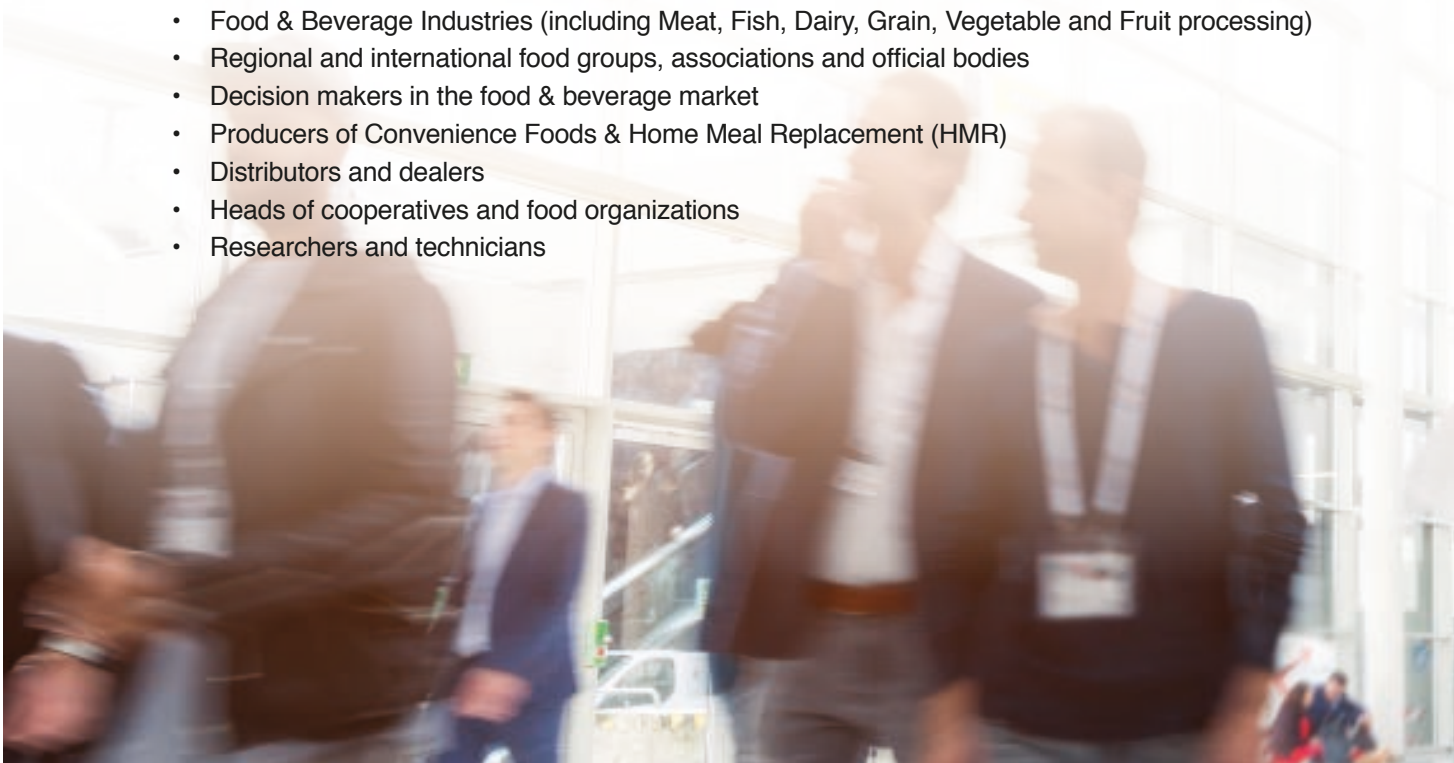 • Food & Beverage Industries (including Meat, Fish, Dairy, Grain, Vegetable and Fruit processing)
• Regional and international food groups, associations and official bodies
• Decision makers in the food & beverage market
• Producers of Convenience Foods & Home Meal Replacement (HMR)
• Distributors and dealers
• Heads of cooperatives and food organizations
• Researchers and technicians